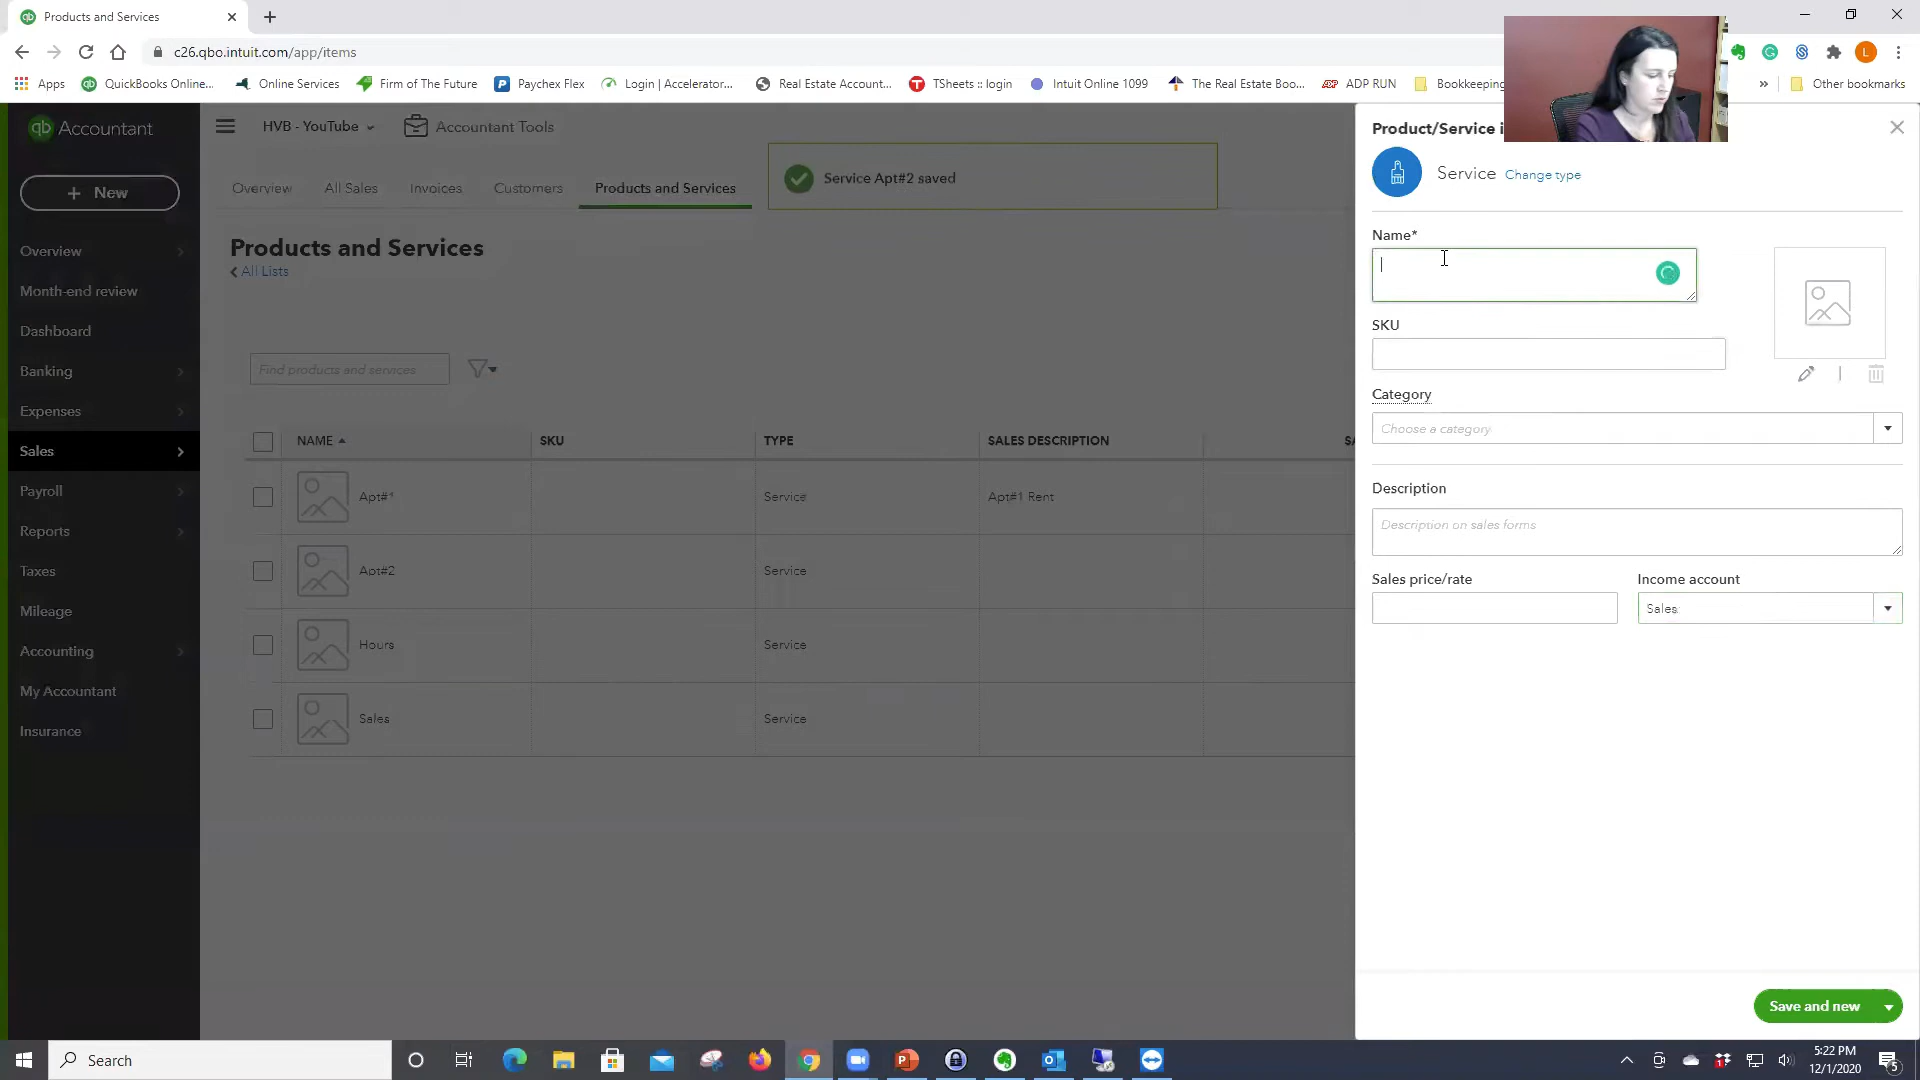 Products and Services
c26.qbo.intuit.com/app/items
L
Apps
QuickBooks Online...
Online Services
Firm of The Future
Paychex Flex
Login | Accelerator...
Real Estate Account...
TSheets :: login
Intuit Online 1099
The Real Estate Boo...
ADP RUN
Bookkeeping
»
Other bookmarks
qb Accountant
HVB - YouTube
Accountant Tools
+ New
Overview
Month-end review
Dashboard
Banking
Expenses
Sales
Payroll
Reports
Taxes
Mileage
Accounting
My Accountant
Insurance
Overview
All Sales
Invoices
Customers
Products and Services
Service Apt#2 saved
Products and Services
All Lists
Find products and services
NAME
SKU
TYPE
SALES DESCRIPTION
SA
Apt#1
Service
Apt#1 Rent
Apt#2
Service
Hours
Service
Sales
Service
Product/Service i
Service
Change type
Name*
SKU
Category
Choose a category
Description
Description on sales forms
Sales price/rate
Income account
Sales
Save and new
Search
5:22 PM
12/1/2020
5